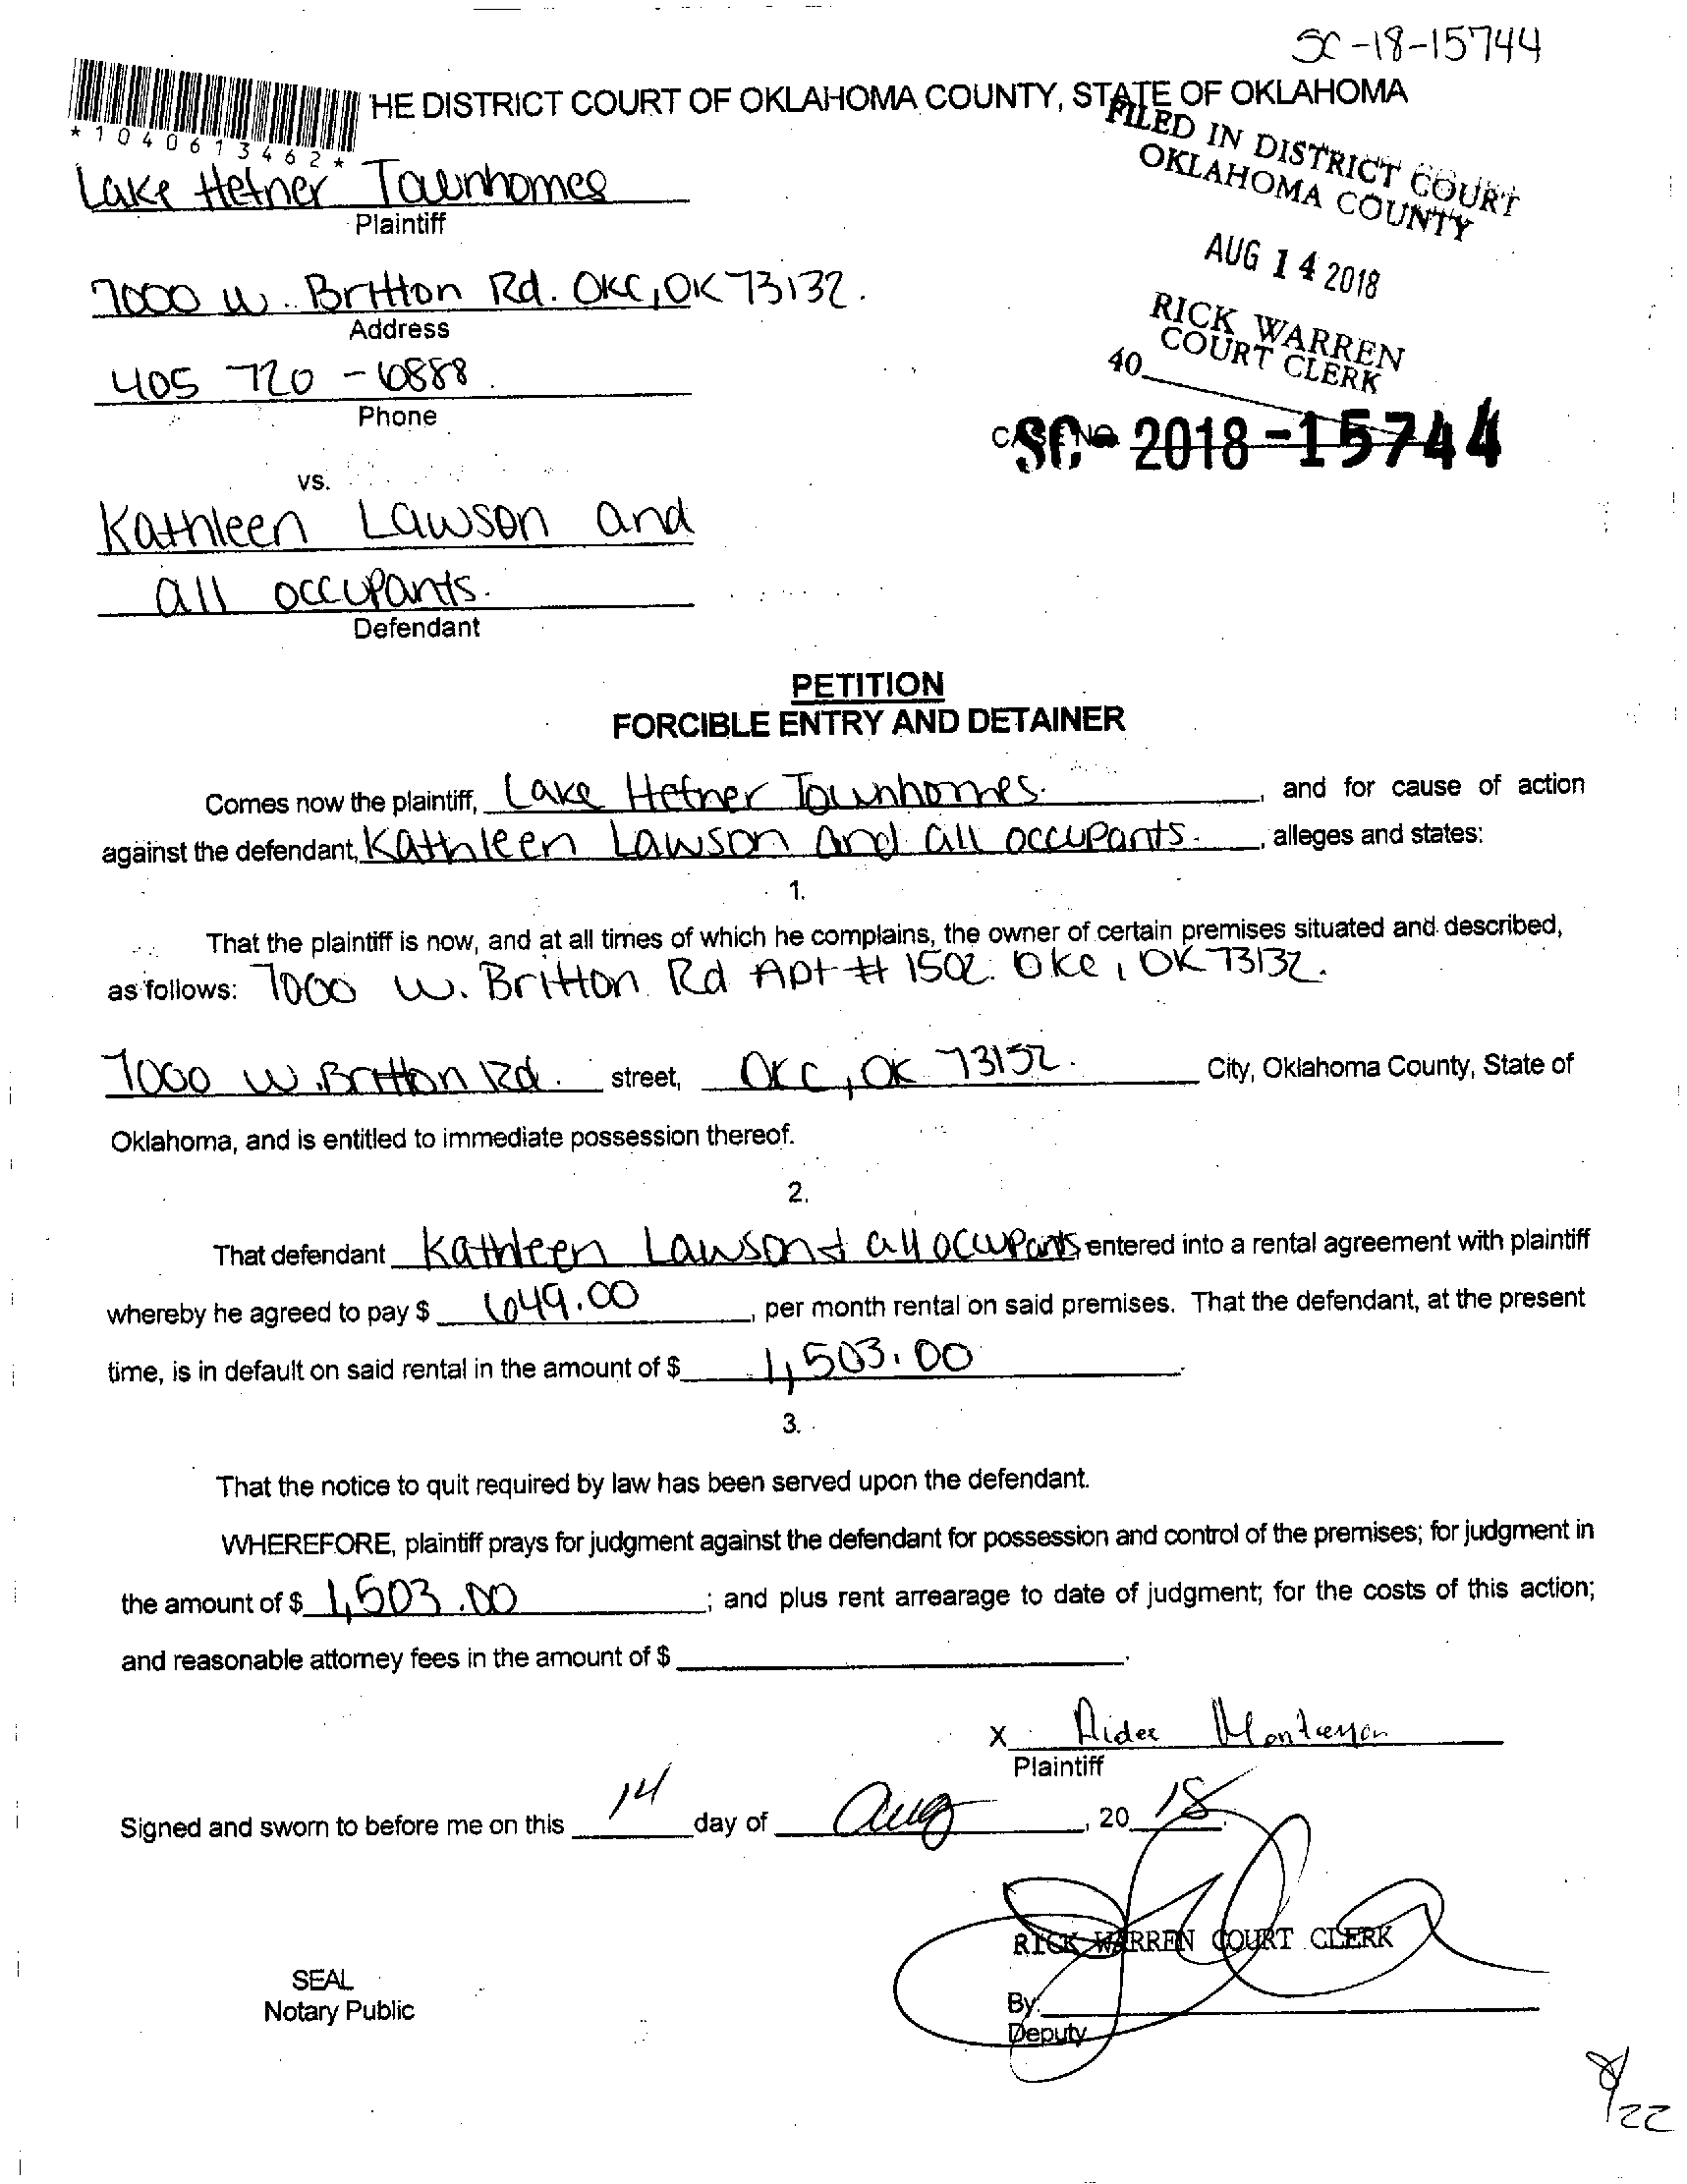 SC-18-15744
HE DISTRICT COURT OF OKLAHOMA COUNTY, STATE OF OKLAHOMA
*1040613462*
FILED IN DISTRICT COURT
OKLAHOMA COUNTY
Lake Hefner Townhomes
Plaintiff
AUG 14 2018
7000 W. Britton Rd. OKC, OK 73132.
Address
RICK WARREN
COURT CLERK
40
405 720-6888
Phone
CASE NO
SC- 2018-15744
vs.
Kathleen Lawson and
all occupants.
Defendant
PETITION
FORCIBLE ENTRY AND DETAINER
Comes now the plaintiff, Lake Hefner Townhomes. , and for cause of action
against the defendant, Kathleen Lawson and all occupants. , alleges and states:
1.
That the plaintiff is now, and at all times of which he complains, the owner of certain premises situated and described,
as follows: 7000 W. Britton Rd Apt # 1502. Okc, OK 73132.
7000 W. Britton Rd. street, OKC, OK 73132. City, Oklahoma County, State of
Oklahoma, and is entitled to immediate possession thereof.
2.
That defendant Kathleen Lawson + all occupants entered into a rental agreement with plaintiff
whereby he agreed to pay $ 649.00 , per month rental on said premises. That the defendant, at the present
time, is in default on said rental in the amount of $ 1,503.00 .
3.
That the notice to quit required by law has been served upon the defendant.
WHEREFORE, plaintiff prays for judgment against the defendant for possession and control of the premises; for judgment in
the amount of $ 1,503.00 ; and plus rent arrearage to date of judgment; for the costs of this action;
and reasonable attorney fees in the amount of $ .
X Aidee
Plaintiff
Signed and sworn to before me on this 14 day of Aug , 20 18.
RICK WARREN COURT CLERK
SEAL
Notary Public
By:
Deputy
8/22